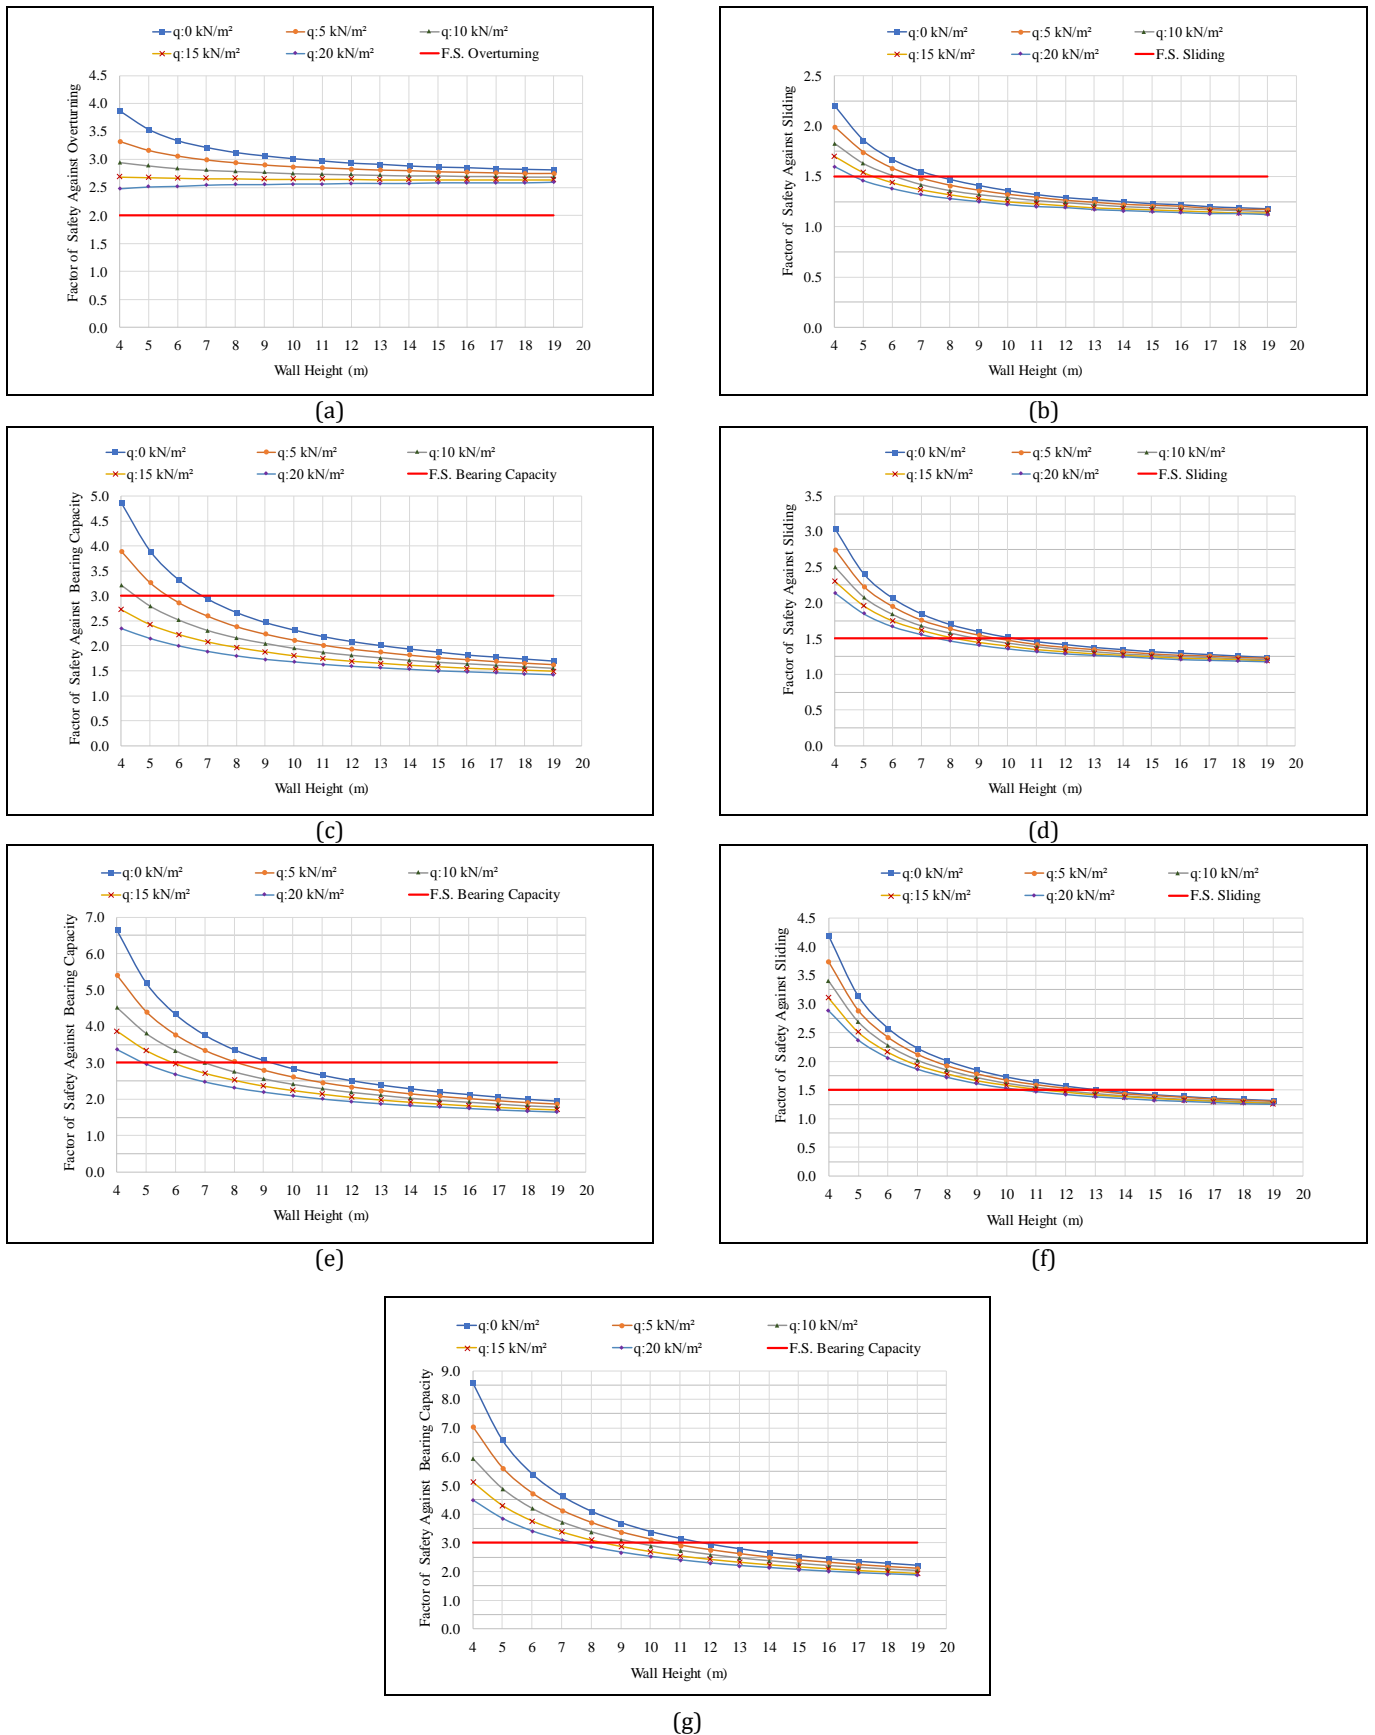 q:0 kN/m² q:5 kN/m² q:10 kN/m²
q:15 kN/m² q:20 kN/m² F.S. Overturning
Factor of Safety Against Overturning
4.5
4.0
3.5
3.0
2.5
2.0
1.5
1.0
0.5
0.0
4 5 6 7 8 9 10 11 12 13 14 15 16 17 18 19 20
Wall Height (m)
(a)
q:0 kN/m² q:5 kN/m² q:10 kN/m²
q:15 kN/m² q:20 kN/m² F.S. Sliding
Factor of Safety Against Sliding
2.5
2.0
1.5
1.0
0.5
0.0
4 5 6 7 8 9 10 11 12 13 14 15 16 17 18 19 20
Wall Height (m)
(b)
q:0 kN/m² q:5 kN/m² q:10 kN/m²
q:15 kN/m² q:20 kN/m² F.S. Bearing Capacity
Factor of Safety Against Bearing Capacity
5.0
4.5
4.0
3.5
3.0
2.5
2.0
1.5
1.0
0.5
0.0
4 5 6 7 8 9 10 11 12 13 14 15 16 17 18 19 20
Wall Height (m)
(c)
q:0 kN/m² q:5 kN/m² q:10 kN/m²
q:15 kN/m² q:20 kN/m² F.S. Sliding
Factor of Safety Against Sliding
3.5
3.0
2.5
2.0
1.5
1.0
0.5
0.0
4 5 6 7 8 9 10 11 12 13 14 15 16 17 18 19 20
Wall Height (m)
(d)
q:0 kN/m² q:5 kN/m² q:10 kN/m²
q:15 kN/m² q:20 kN/m² F.S. Bearing Capacity
Factor of Safety Against Bearing Capacity
7.0
6.0
5.0
4.0
3.0
2.0
1.0
0.0
4 5 6 7 8 9 10 11 12 13 14 15 16 17 18 19 20
Wall Height (m)
(e)
q:0 kN/m² q:5 kN/m² q:10 kN/m²
q:15 kN/m² q:20 kN/m² F.S. Sliding
Factor of Safety Against Sliding
4.5
4.0
3.5
3.0
2.5
2.0
1.5
1.0
0.5
0.0
4 5 6 7 8 9 10 11 12 13 14 15 16 17 18 19 20
Wall Height (m)
(f)
q:0 kN/m² q:5 kN/m² q:10 kN/m²
q:15 kN/m² q:20 kN/m² F.S. Bearing Capacity
Factor of Safety Against Bearing Capacity
9.0
8.0
7.0
6.0
5.0
4.0
3.0
2.0
1.0
0.0
4 5 6 7 8 9 10 11 12 13 14 15 16 17 18 19 20
Wall Height (m)
(g)